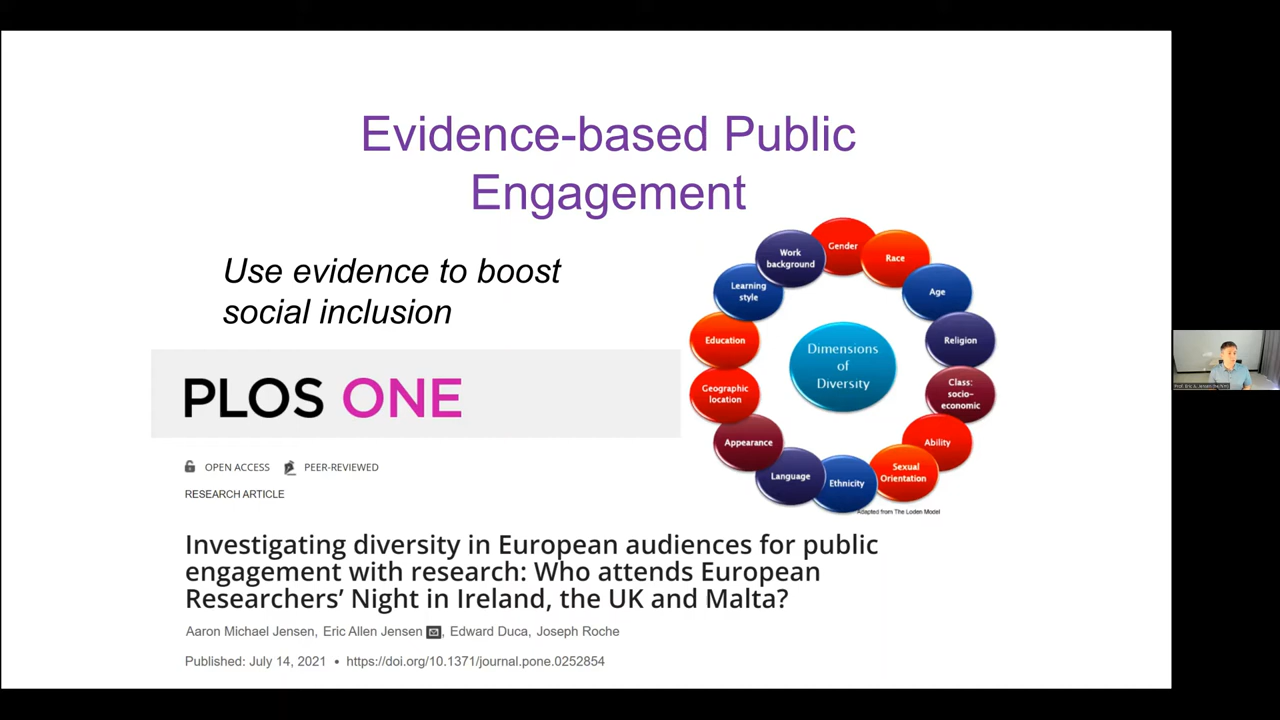 Evidence-based Public
Engagement
Use evidence to boost
social inclusion
PLOS ONE
OPEN ACCESS
PEER-REVIEWED
RESEARCH ARTICLE
Dimensions
of
Diversity
Gender
Race
Age
Religion
Class:
socio-
economic
Ability
Sexual
Orientation
Ethnicity
Language
Appearance
Geographic
location
Education
Learning
style
Work
background
Adapted from The Loden Model
Investigating diversity in European audiences for public
engagement with research: Who attends European
Researchers' Night in Ireland, the UK and Malta?
Aaron Michael Jensen, Eric Allen Jensen, Edward Duca, Joseph Roche
Published: July 14, 2021 • https://doi.org/10.1371/journal.pone.0252854
Prof. Eric A. Jensen